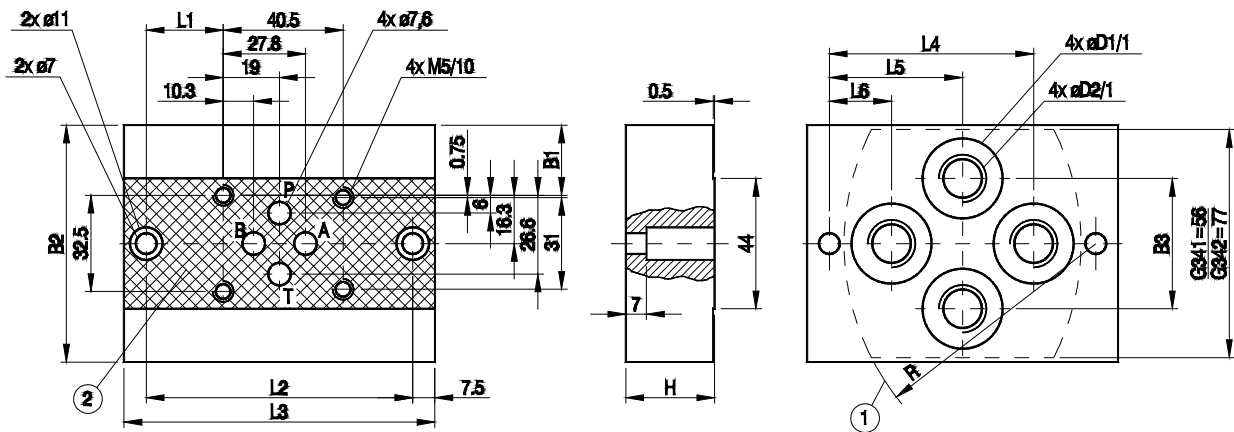 2x ø11
L1
40.5
4x ø7,6
27.8
2x ø7
19
4x M5/10
10.3
0.75
B1
P
B
A
T
6
16.3
26.6
31
B2
32.5
2
L2
7.5
L3
0.5
44
7
H
L4
4x øD1/1
L5
4x øD2/1
L6
B3
G341=56
G342=77
R
1